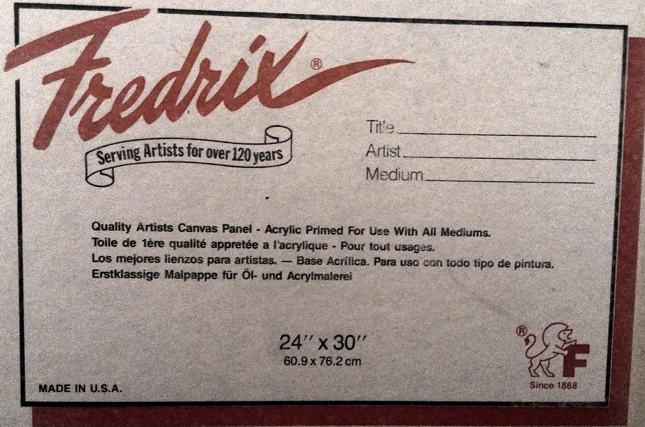 Fredrix®
Serving Artists for over 120 years
Title
Artist
Medium
Quality Artists Canvas Panel - Acrylic Primed For Use With All Mediums.
Toile de 1ère qualité appretée a l'acrylique - Pour tout usages.
Los mejores lienzos para artistas. — Base Acrílica. Para uso con todo tipo de pintura.
Erstklassige Malpappe für Öl- und Acrylmalerei
24″ x 30″
60.9 x 76.2 cm
MADE IN U.S.A.
® F
Since 1868